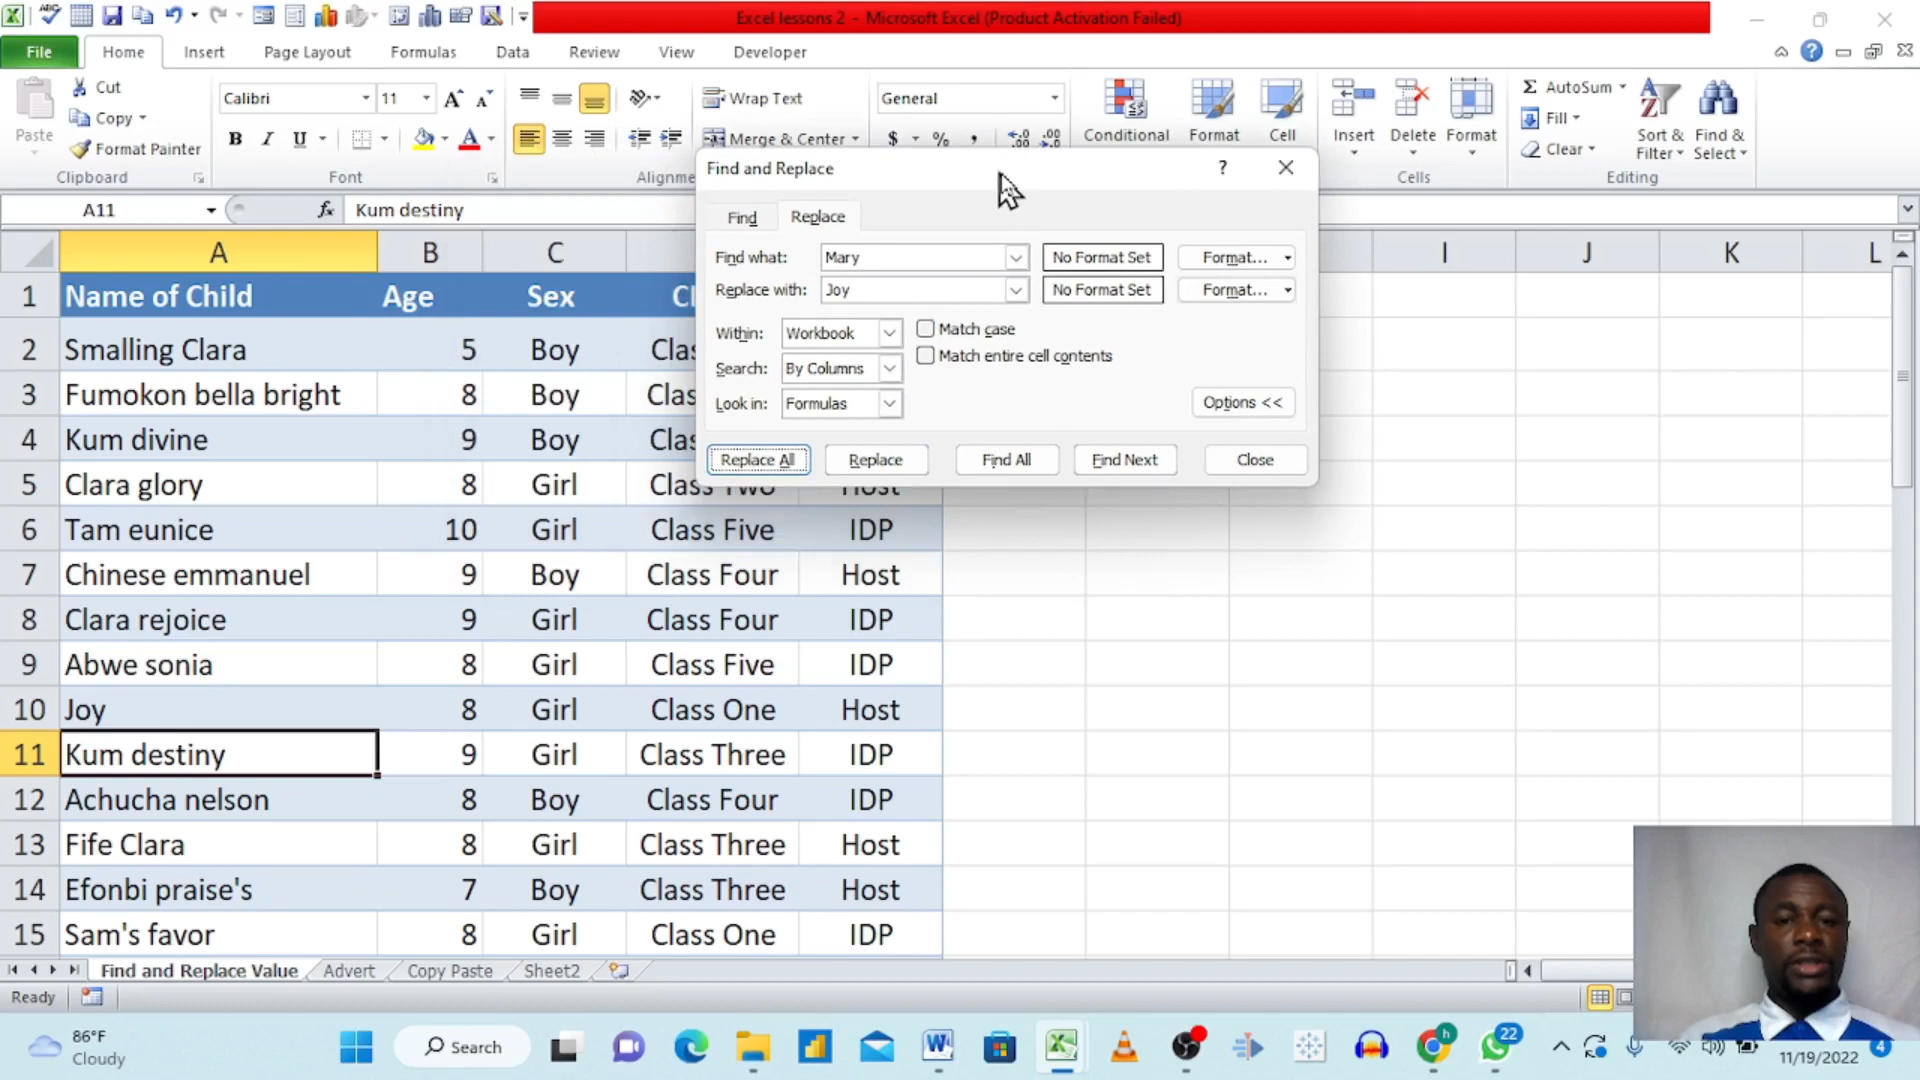 Excel lessons 2 - Microsoft Excel (Product Activation Failed)
File Home Insert Page Layout Formulas Data Review View Developer
Paste
Cut
Copy
Format Painter
Clipboard
Calibri 11
B I U
Font
Wrap Text
Merge & Center
Alignme
General
$ % ,
Conditional
Format
Cell
Insert
Delete
Format
Cells
Σ AutoSum
Fill
Clear
Sort & Filter
Find & Select
Editing
A11 fx Kum destiny
Find and Replace ? ×
Find Replace
Find what: Mary No Format Set Format...
Replace with: Joy No Format Set Format...
Within: Workbook Match case
Search: By Columns Match entire cell contents
Look in: Formulas Options <<
Replace All Replace Find All Find Next Close
A B C I J K L
1 Name of Child Age Sex Cl
2 Smalling Clara 5 Boy Clas
3 Fumokon bella bright 8 Boy Clas
4 Kum divine 9 Boy Clas
5 Clara glory 8 Girl Class Two Host
6 Tam eunice 10 Girl Class Five IDP
7 Chinese emmanuel 9 Boy Class Four Host
8 Clara rejoice 9 Girl Class Four IDP
9 Abwe sonia 8 Girl Class Five IDP
10 Joy 8 Girl Class One Host
11 Kum destiny 9 Girl Class Three IDP
12 Achucha nelson 8 Boy Class Four IDP
13 Fife Clara 8 Girl Class Three Host
14 Efonbi praise's 7 Boy Class Three Host
15 Sam's favor 8 Girl Class One IDP
Find and Replace Value Advert Copy Paste Sheet2
Ready
86°F
Cloudy
Search
22
11/19/2022
4